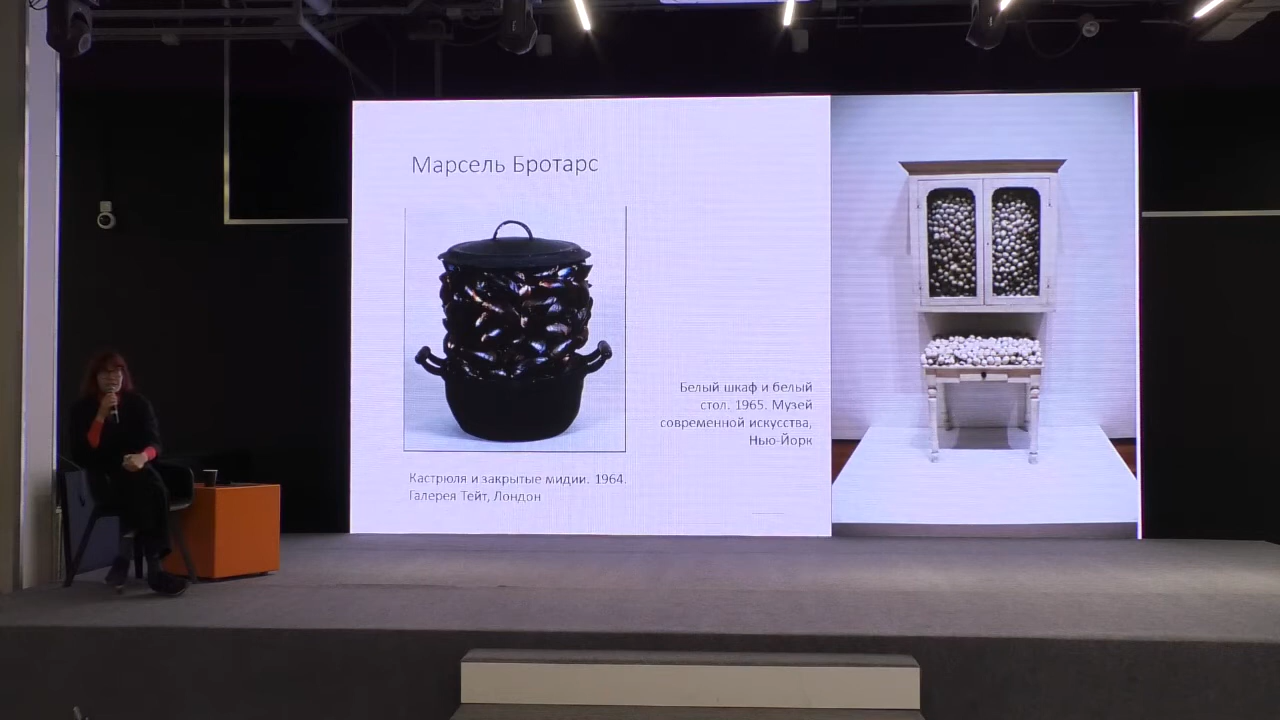 Марсель Бротарс
Белый шкаф и белый
стол. 1965. Музей
современной искусства,
Нью-Йорк
Кастрюля и закрытые мидии. 1964.
Галерея Тейт, Лондон